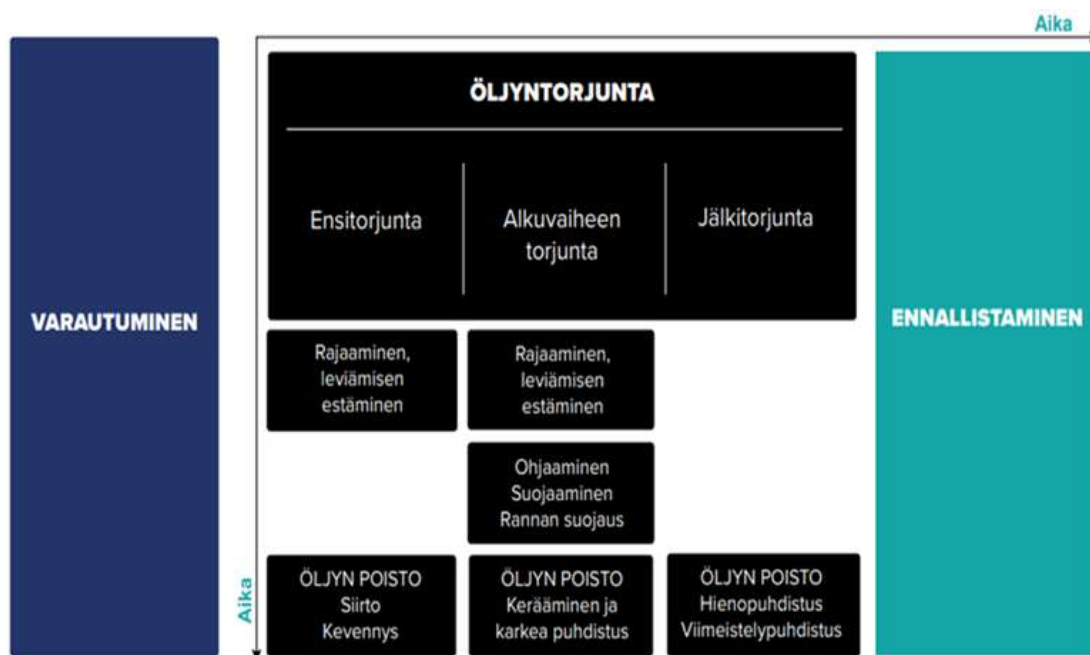 Aika
VARAUTUMINEN
ÖLJYNTORJUNTA
Ensitorjunta
Alkuvaiheen
torjunta
Jälkitorjunta
Rajaaminen,
leviämisen
estäminen
Rajaaminen,
leviämisen
estäminen
Ohjaaminen
Suojaaminen
Rannan suojaus
ÖLJYN POISTO
Siirto
Kevennys
ÖLJYN POISTO
Kerääminen ja
karkea puhdistus
ÖLJYN POISTO
Hienopuhdistus
Viimeistelypuhdistus
Aika
ENNALLISTAMINEN